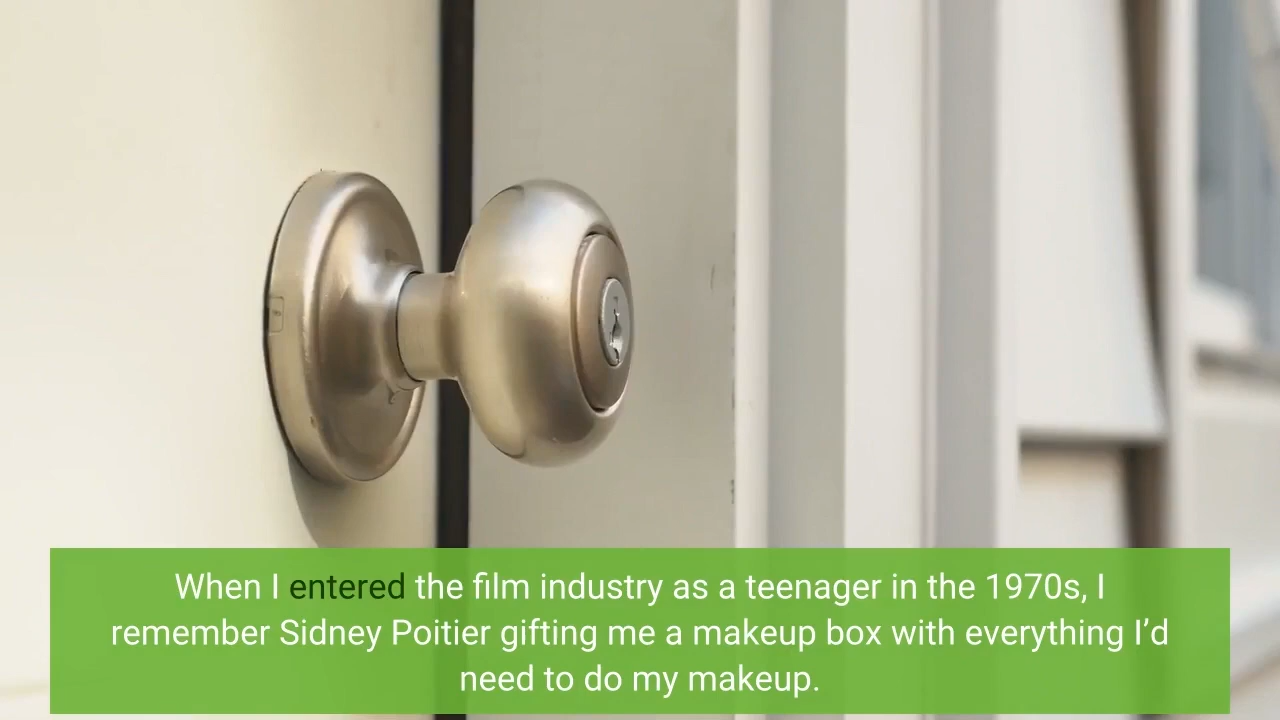 When I entered the film industry as a teenager in the 1970s, I
remember Sidney Poitier gifting me a makeup box with everything I’d
need to do my makeup.